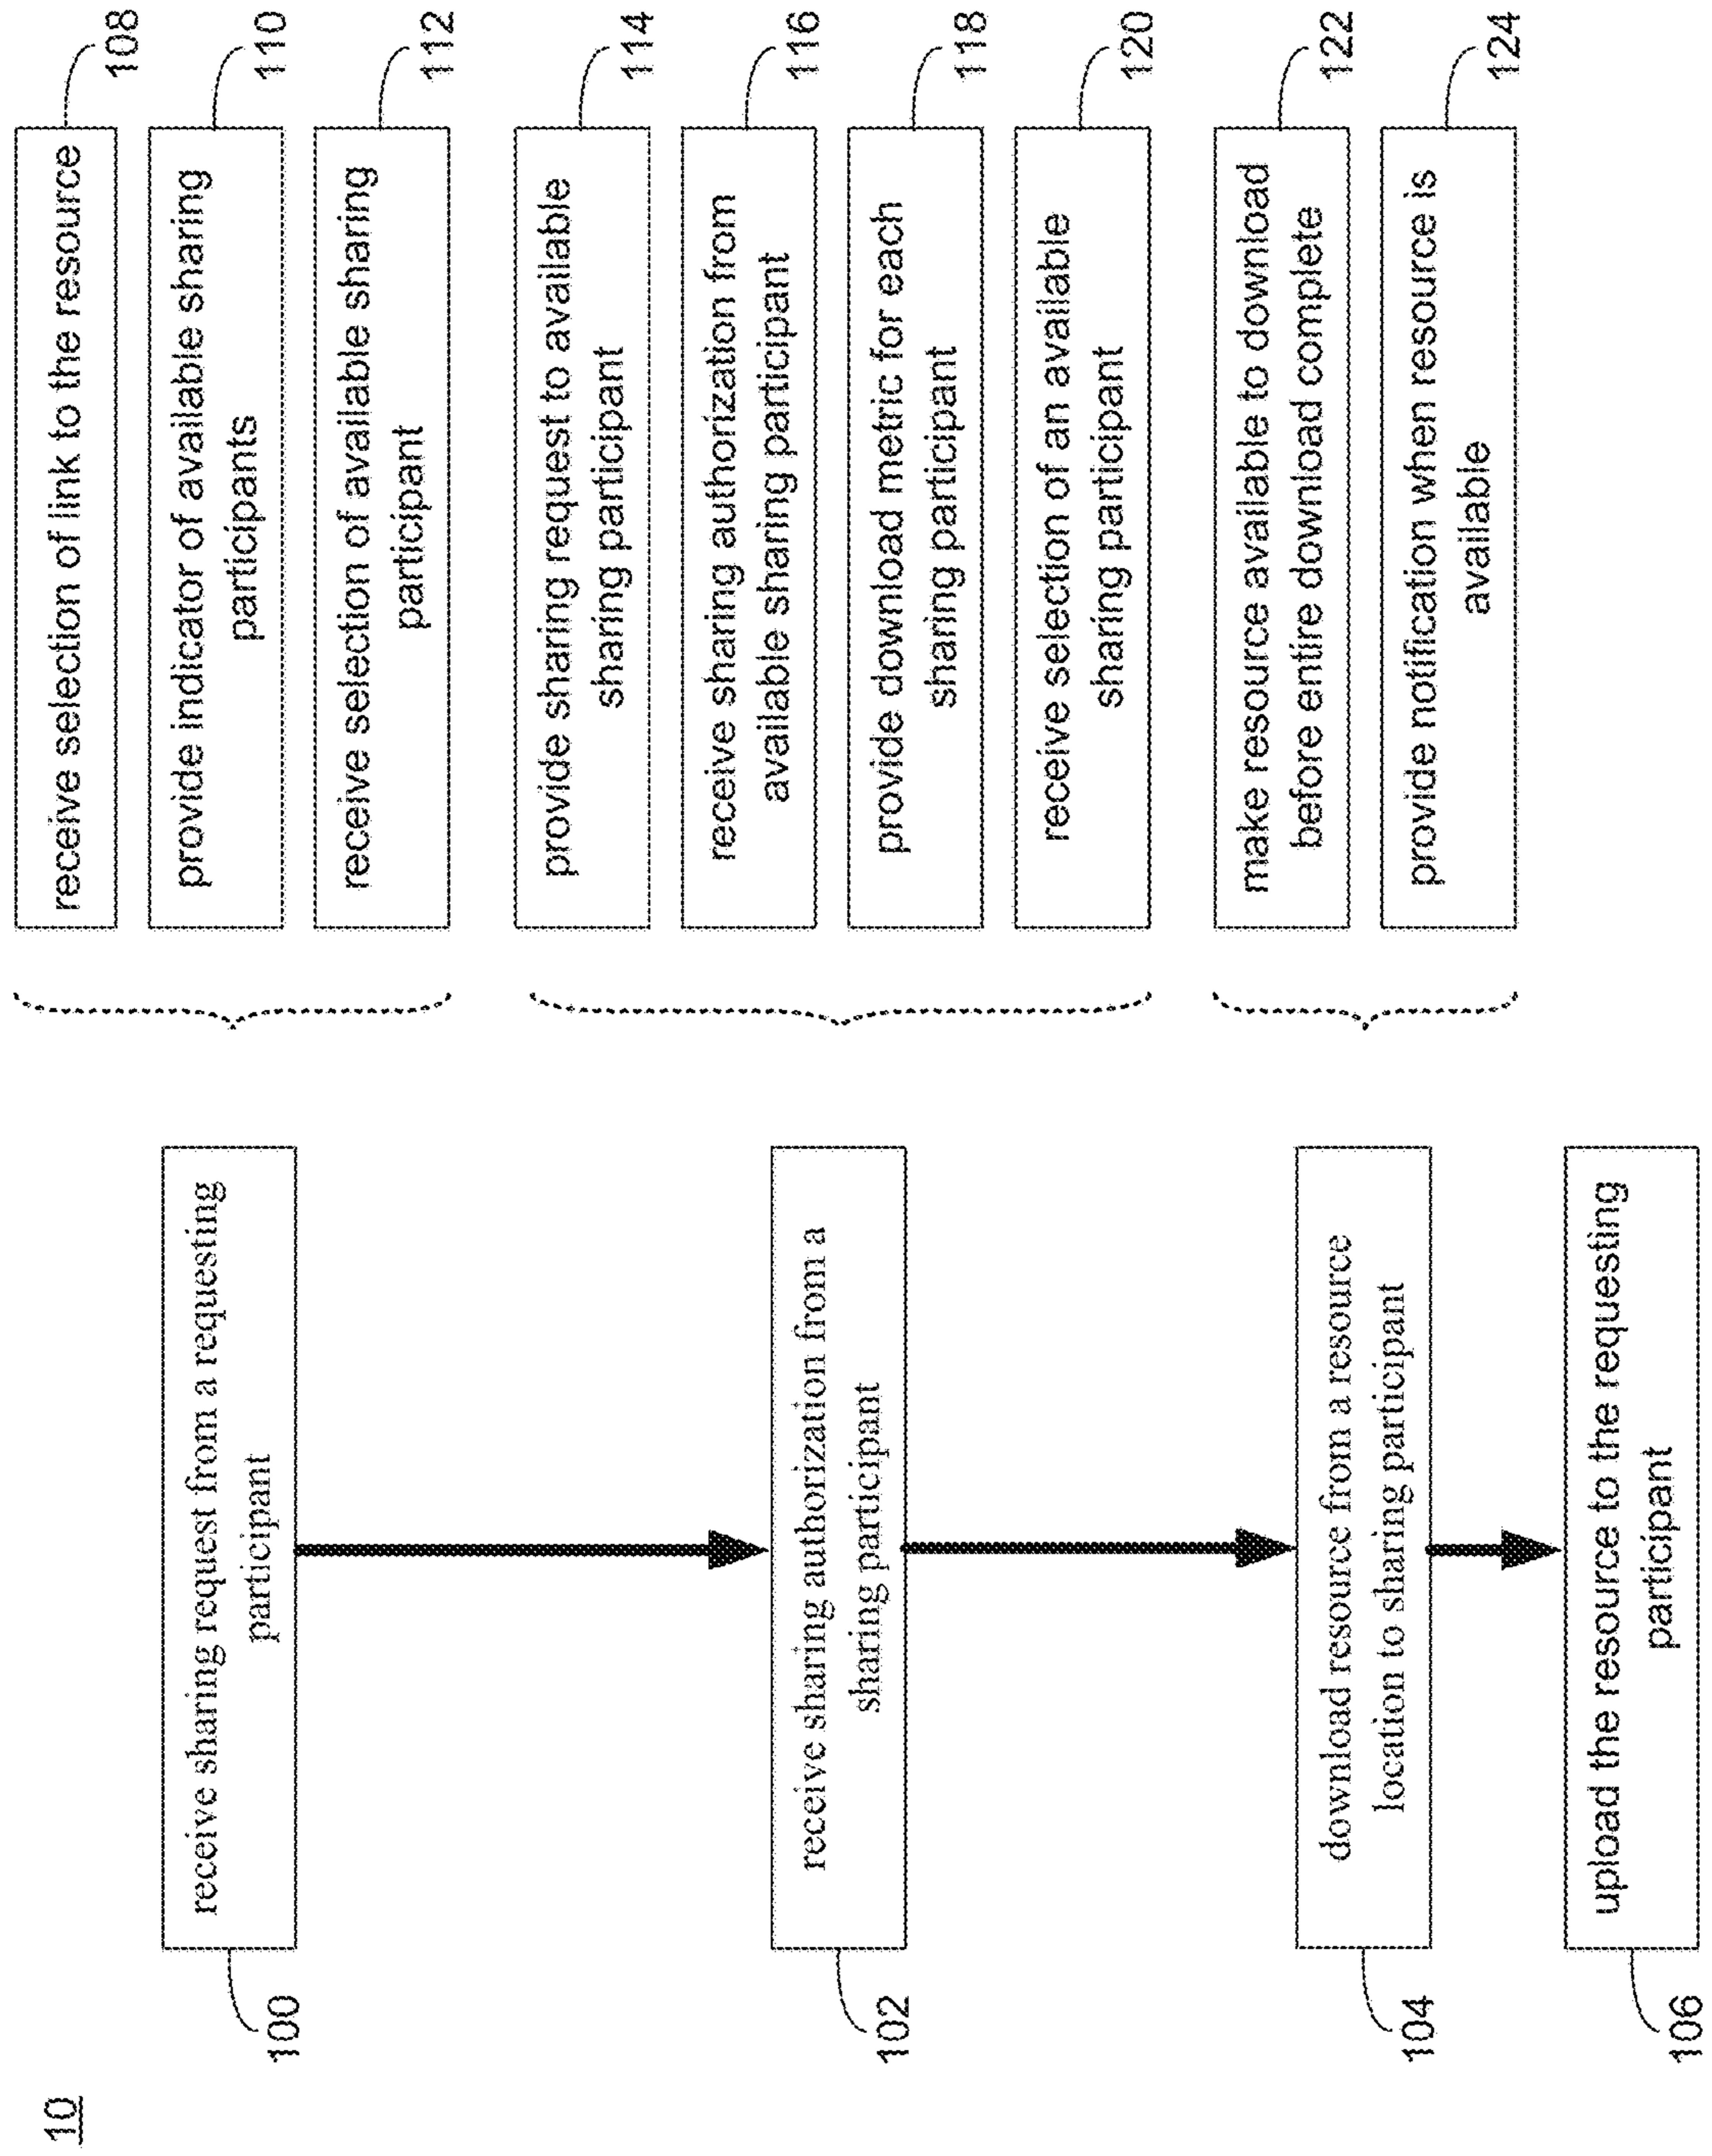 10
100
receive sharing request from a requesting
participant
102
receive sharing authorization from a
sharing participant
104
download resource from a resource
location to sharing participant
106
upload the resource to the requesting
participant
receive selection of link to the resource
108
provide indicator of available sharing
participants
110
receive selection of available sharing
participant
112
provide sharing request to available
sharing participant
114
receive sharing authorization from
available sharing participant
116
provide download metric for each
sharing participant
118
receive selection of an available
sharing participant
120
make resource available to download
before entire download complete
122
provide notification when resource is
available
124